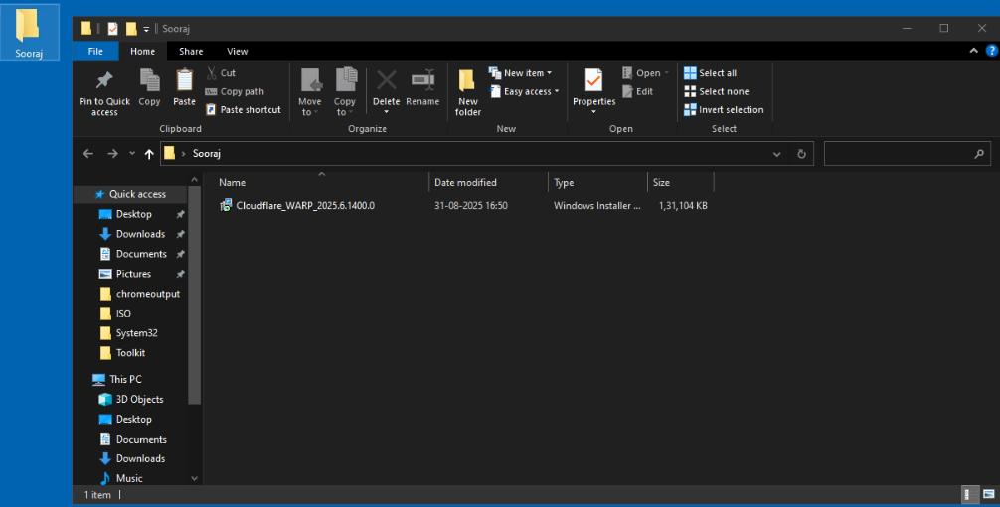 Sooraj
Sooraj
File Home Share View
Pin to Quick access
Copy
Paste
Cut
Copy path
Paste shortcut
Clipboard
Move to
Copy to
Delete
Rename
Organize
New folder
New item
Easy access
New
Properties
Open
Edit
Open
Select all
Select none
Invert selection
Select
Sooraj
Name Date modified Type Size
Cloudflare_WARP_2025.6.1400.0 31-08-2025 16:50 Windows Installer ... 1,31,104 KB
Quick access
Desktop
Downloads
Documents
Pictures
chromeoutput
ISO
System32
Toolkit
This PC
3D Objects
Desktop
Documents
Downloads
Music
1 item